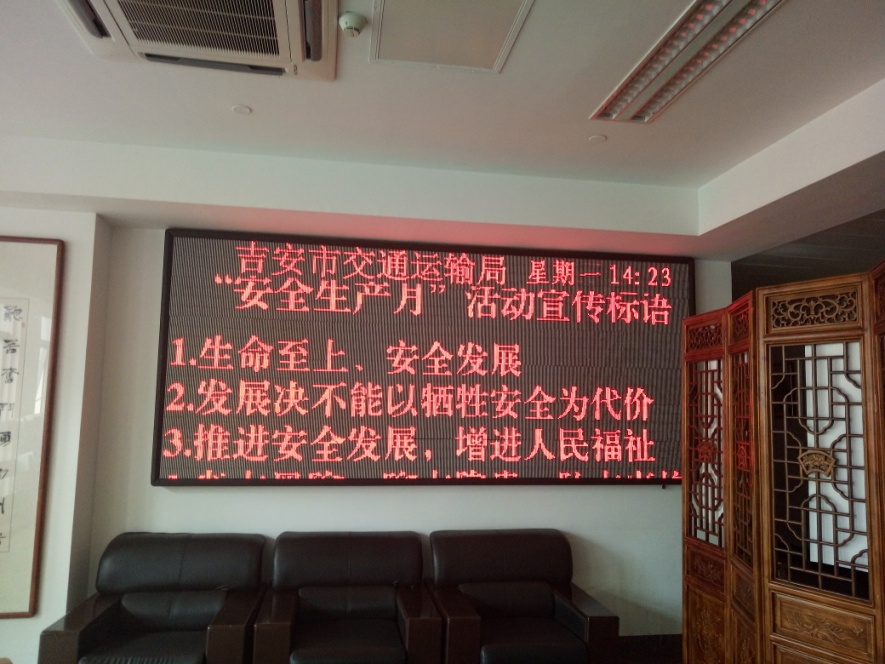 吉安市交通运输局 星期一 14:23
“安全生产月”活动宣传标语
1.生命至上、安全发展
2.发展决不能以牺牲安全为代价
3.推进安全发展，增进人民福祉